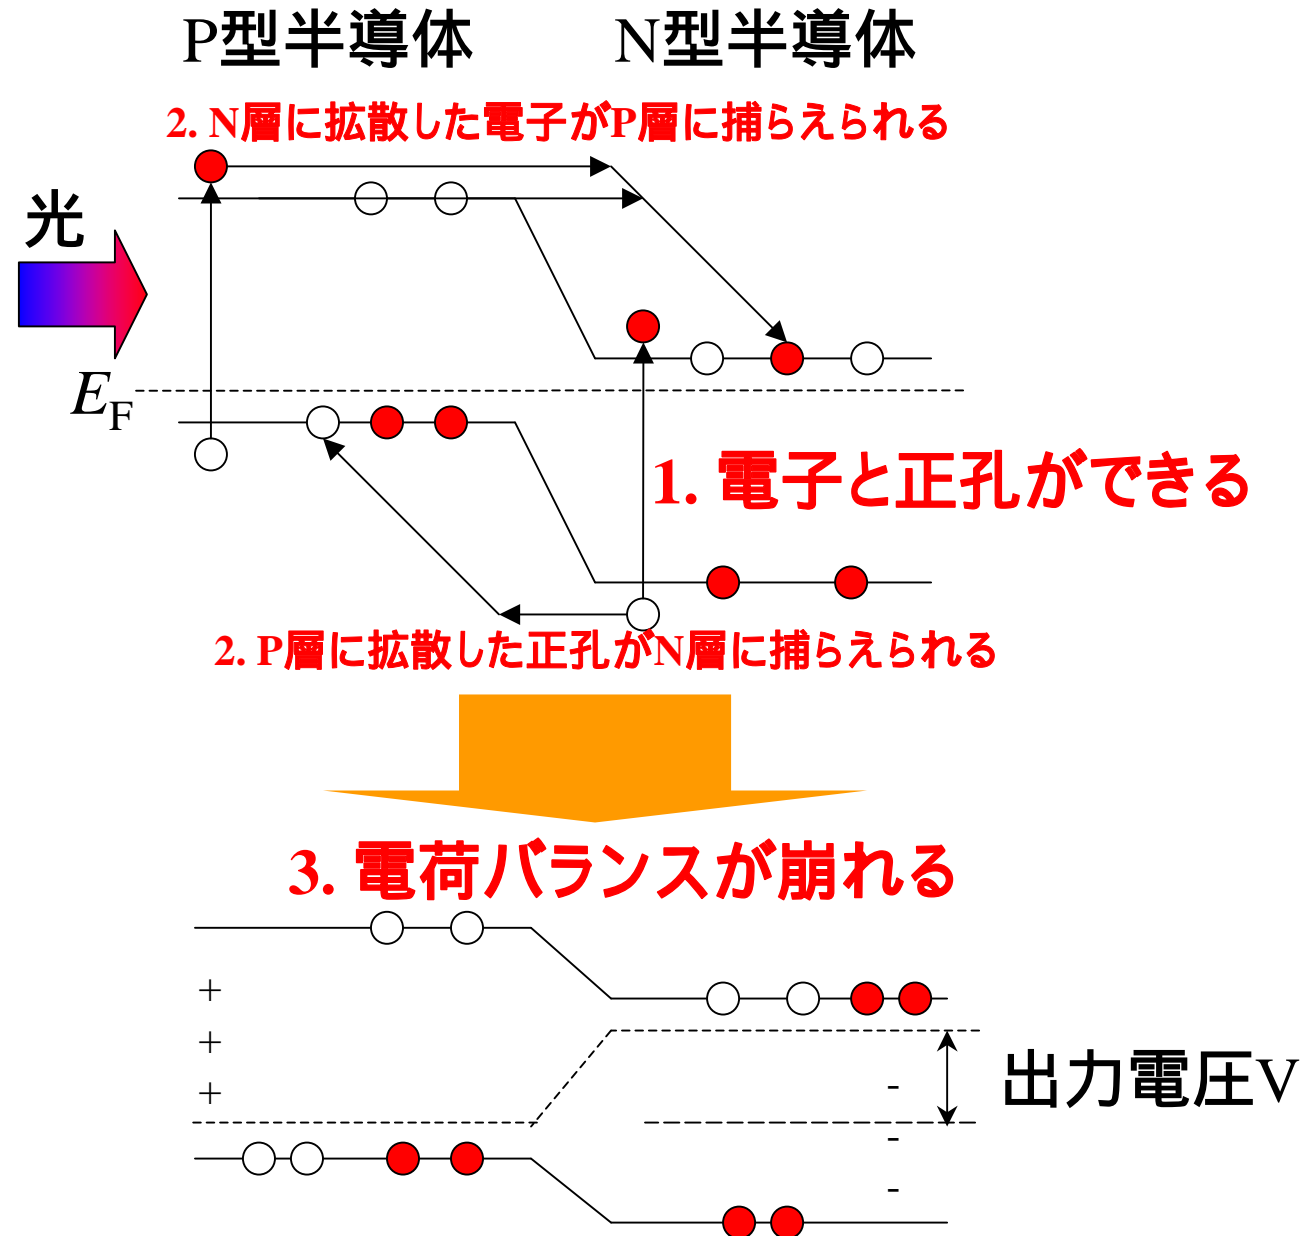 P型半導体
N型半導体
2. N層に拡散した電子がP層に捕らえられる
光
EF
1. 電子と正孔ができる
2. P層に拡散した正孔がN層に捕らえられる
3. 電荷バランスが崩れる
+
+
+
-
-
-
出力電圧V